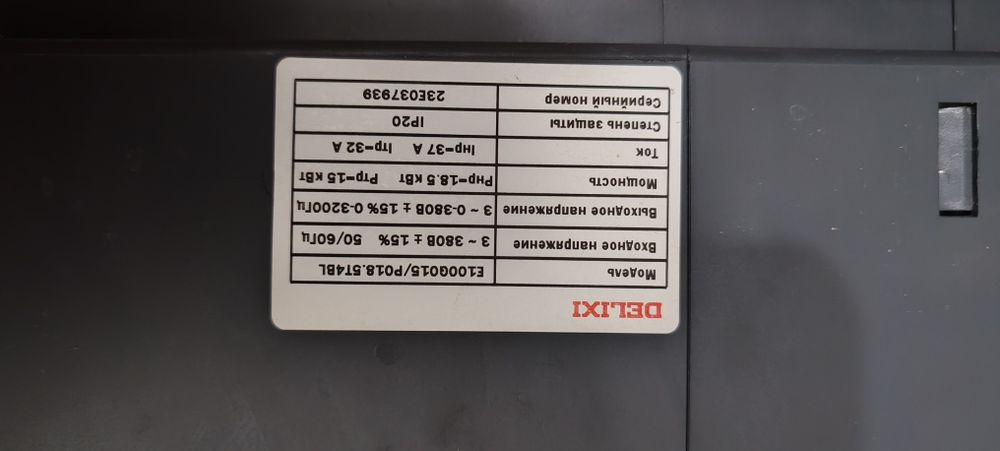 DELIXI
Модель E100G015/P018.5T4BL
Входное напряжение 3 ~ 380В ± 15% 50/60Гц
Выходное напряжение 3 ~ 0-380В ± 15% 0-3200Гц
Мощность Pнр=18.5 кВт Pтр=15 кВт
Ток Iнр=37 А Iтр=32 А
Степень защиты IP20
Серийный номер 23E037939